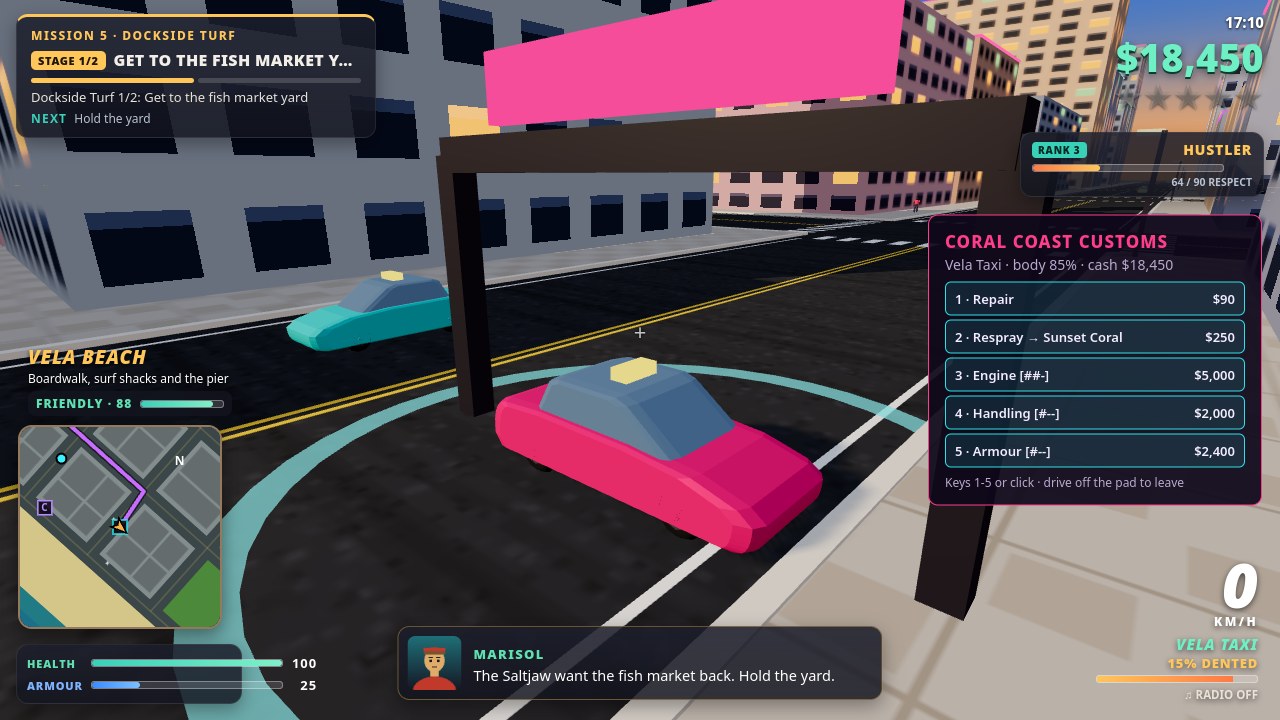 MISSION 5 · DOCKSIDE TURF
STAGE 1/2 GET TO THE FISH MARKET Y...
Dockside Turf 1/2: Get to the fish market yard
NEXT Hold the yard
17:10
$18,450
RANK 3 HUSTLER
64 / 90 RESPECT
CORAL COAST CUSTOMS
Vela Taxi · body 85% · cash $18,450
1 · Repair $90
2 · Respray → Sunset Coral $250
3 · Engine [##-] $5,000
4 · Handling [#--] $2,000
5 · Armour [#--] $2,400
Keys 1-5 or click · drive off the pad to leave
VELA BEACH
Boardwalk, surf shacks and the pier
FRIENDLY · 88
N
C
HEALTH 100
ARMOUR 25
MARISOL
The Saltjaw want the fish market back. Hold the yard.
0
KM/H
VELA TAXI
15% DENTED
♫ RADIO OFF